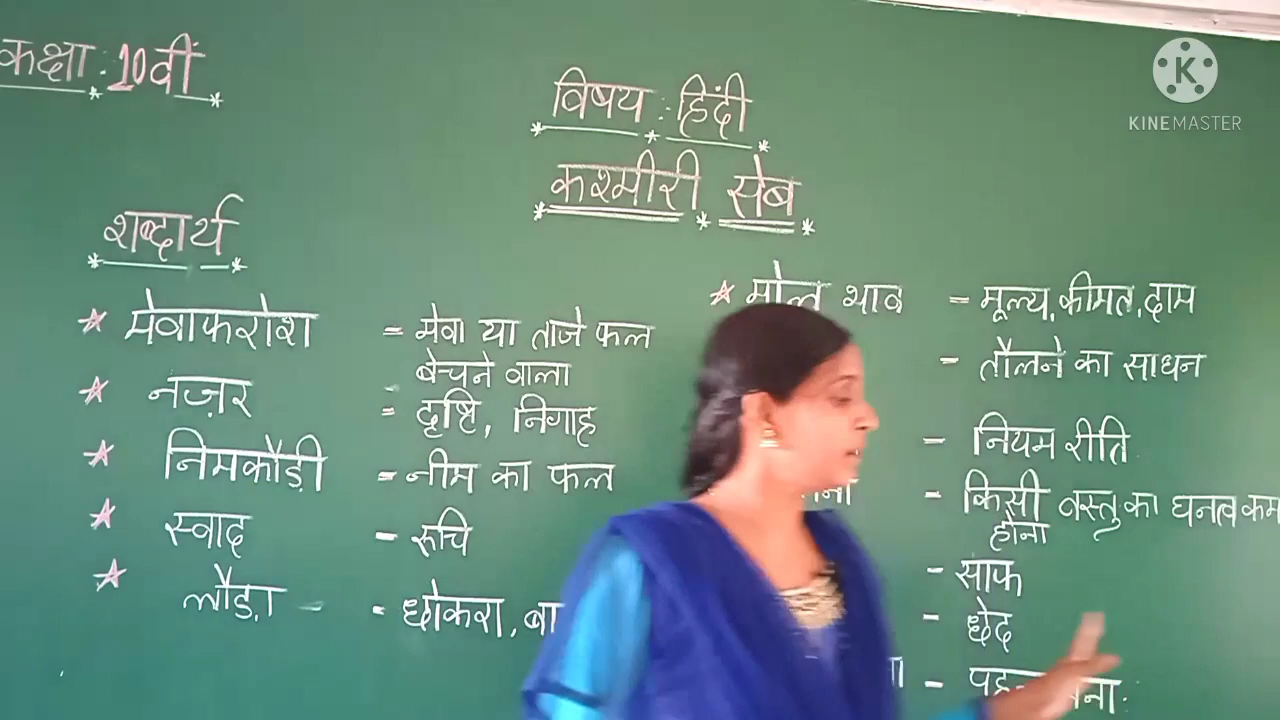 कक्षा : 10वीं
विषय : हिंदी
कश्मीरी सेब
शब्दार्थ
मेवाफरोश = मेवा या ताजे फल
बेचने वाला
नज़र = दृष्टि, निगाह
निमकौड़ी = नीम का फल
स्वाद - रूचि
लौड़ा - छोकरा,
मोल भाव - मूल्य, कीमत, दाम
- तौलने का साधन
- नियम रीति
- किसी वस्तु का घनत्व कम
होना
- साफ
- छेद
K
KINEMASTER